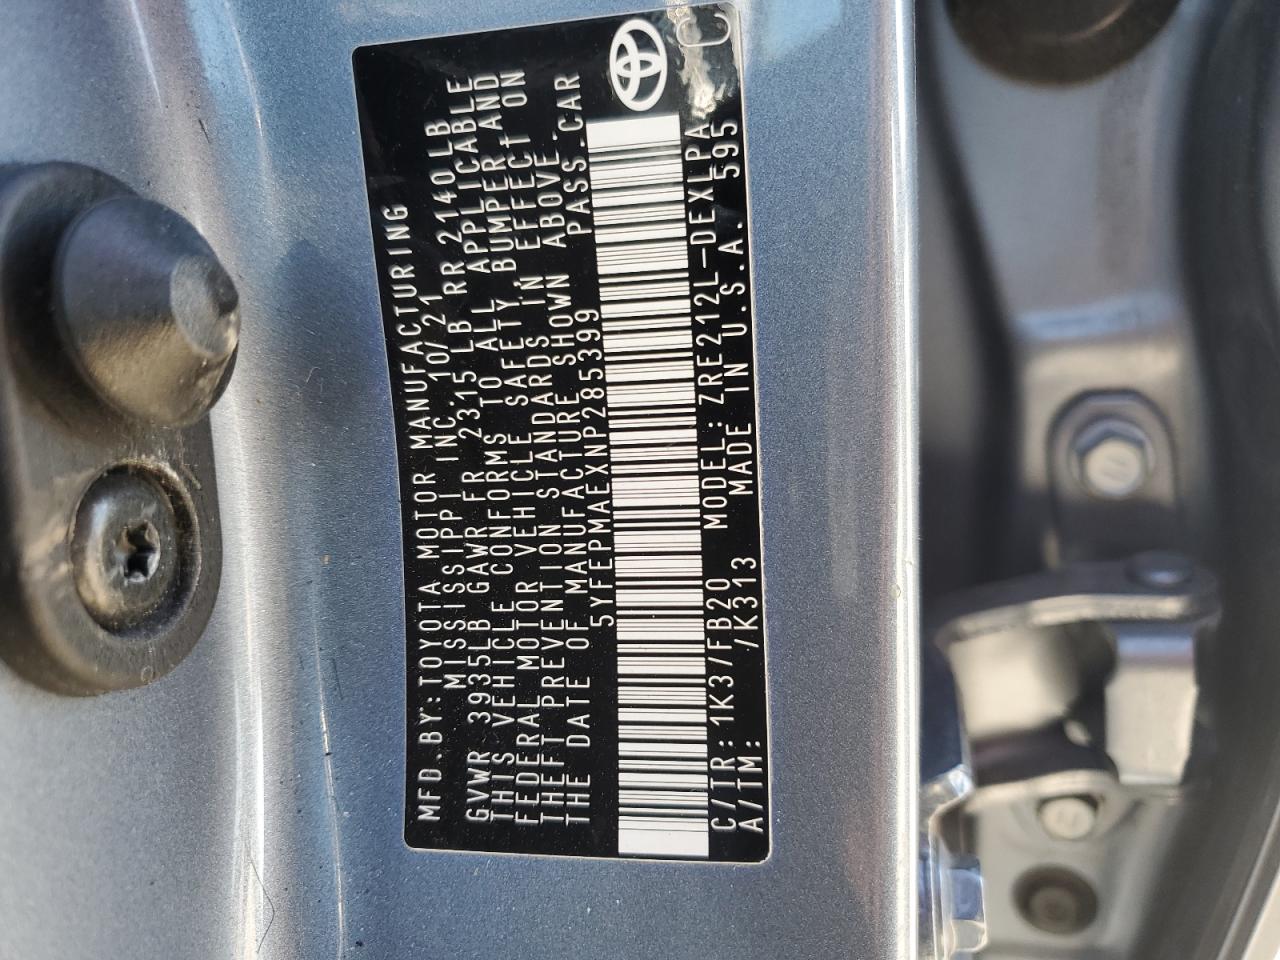 MFD.BY:TOYOTA MOTOR MANUFACTURING
MISSISSIPPI INC 10/21
GVWR 3935LB GAWR FR 2315LB RR 2140LB
THIS VEHICLE CONFORMS TO ALL APPLICABLE
FEDERAL MOTOR VEHICLE SAFETY, BUMPER AND
THEFT PREVENTION STANDARDS IN EFFECT ON
THE DATE OF MANUFACTURE SHOWN ABOVE.
5YFEPMAEXNP285399 PASS.CAR
C/TR: 1K3/FB20 MODEL: ZRE212L-DEXLPA
A/TM: /K313 MADE IN U.S.A. 595